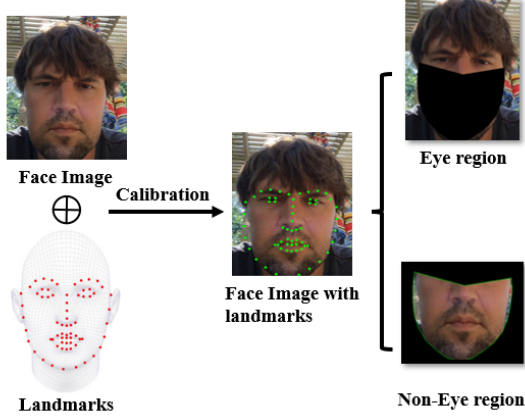 Face Image
Calibration
Landmarks
Face Image with
landmarks
Eye region
Non-Eye region